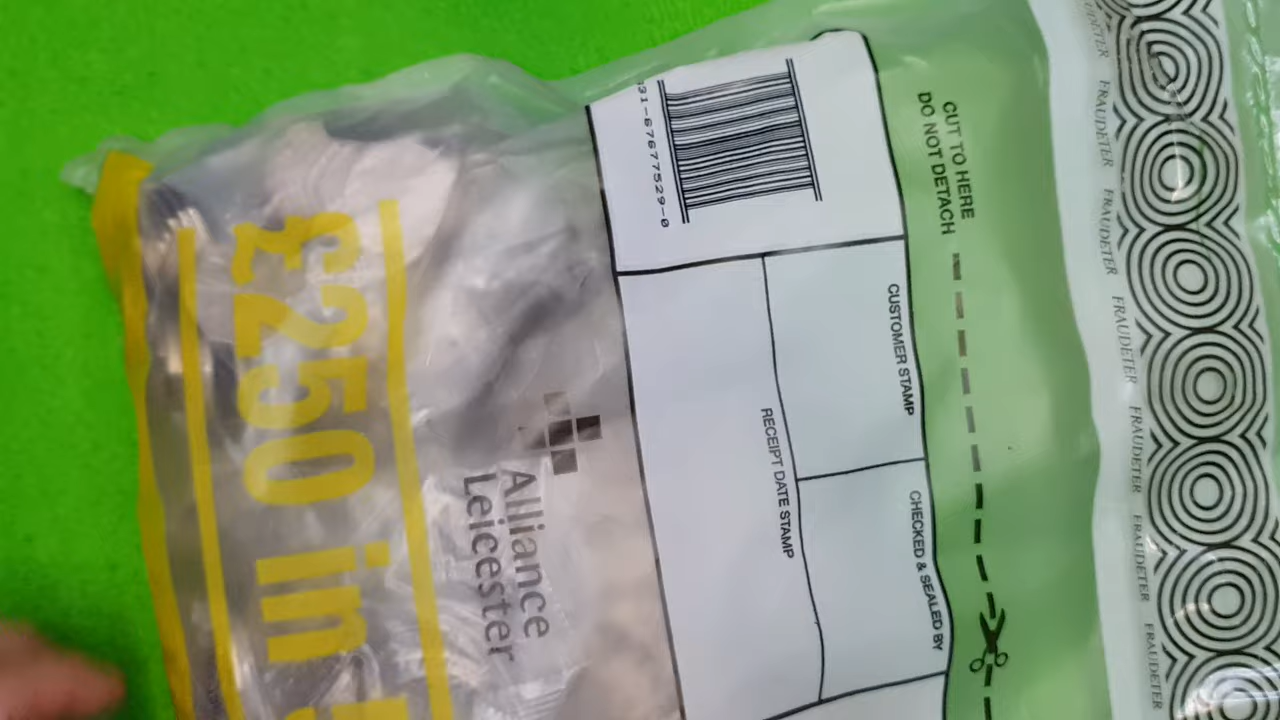 £250 in
Alliance
Leicester
31-67677529-0
CUSTOMER STAMP
RECEIPT DATE STAMP
CHECKED & SEALED BY
CUT TO HERE
DO NOT DETACH
FRAUDETER FRAUDETER FRAUDETER FRAUDETER FRAUDETER FRAUDETER FRAUDETER